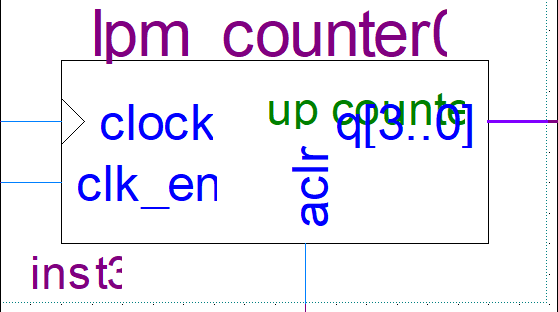 lpm_counter(
up counte
clock
q[3..0]
clk_en
aclr
inst3